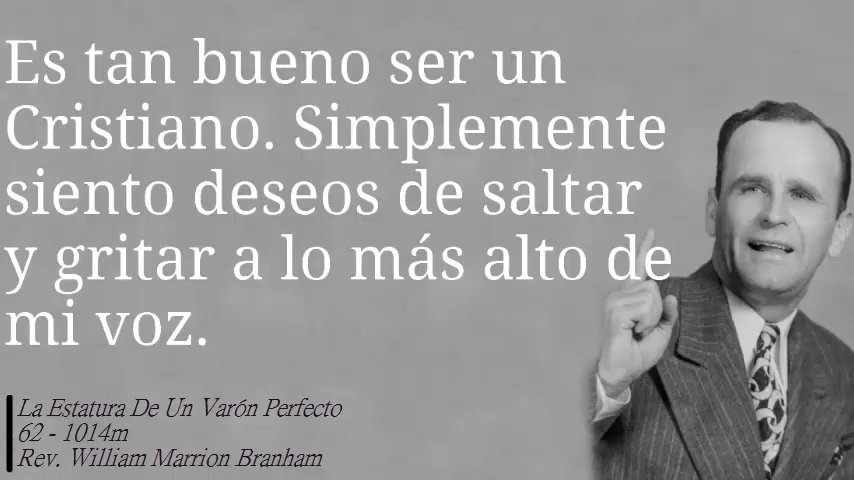 Es tan bueno ser un
Cristiano. Simplemente
siento deseos de saltar
y gritar a lo más alto de
mi voz.
La Estatura De Un Varón Perfecto
62 - 1014m
Rev. William Marrion Branham